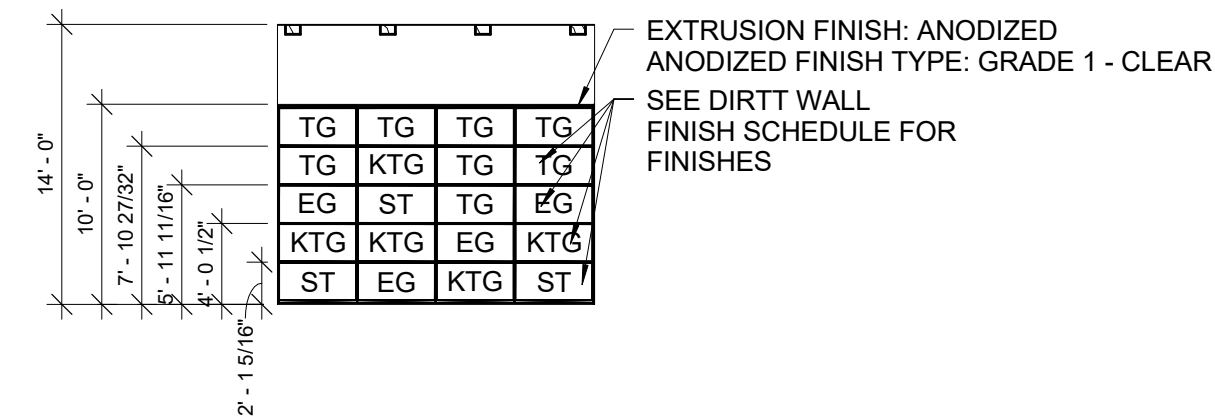 EXTRUSION FINISH: ANODIZED
ANODIZED FINISH TYPE: GRADE 1 - CLEAR
SEE DIRTT WALL
FINISH SCHEDULE FOR
FINISHES
TG TG TG TG
TG KTG TG TG
EG ST TG EG
KTG KTG EG KTG
ST EG KTG ST
14' - 0"
10' - 0"
7' - 10 27/32"
5' - 11 11/16"
4' - 0 1/2"
2' - 1 5/16"